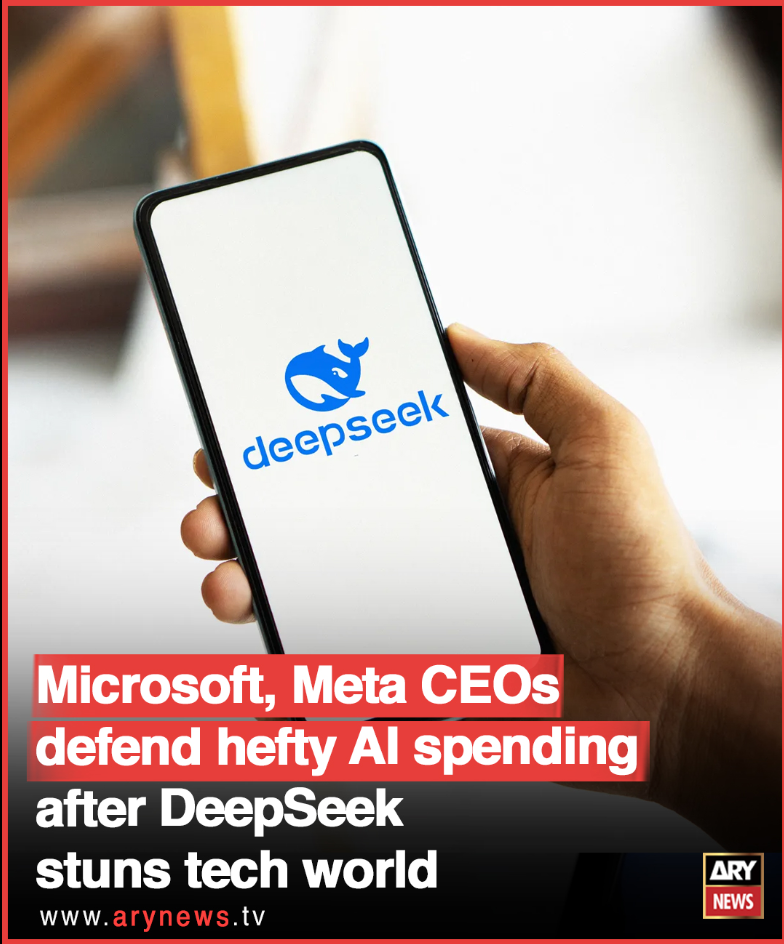 deepseek
Microsoft, Meta CEOs
defend hefty AI spending
after DeepSeek
stuns tech world
www.arynews.tv
ARY
NEWS